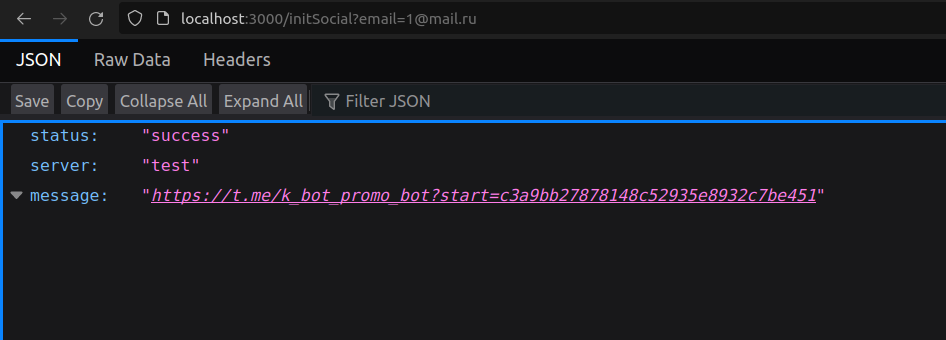 localhost:3000/initSocial?email=1@mail.ru
JSON Raw Data Headers
Save Copy Collapse All Expand All Filter JSON
status: "success"
server: "test"
message: "https://t.me/k_bot_promo_bot?start=c3a9bb27878148c52935e8932c7be451"